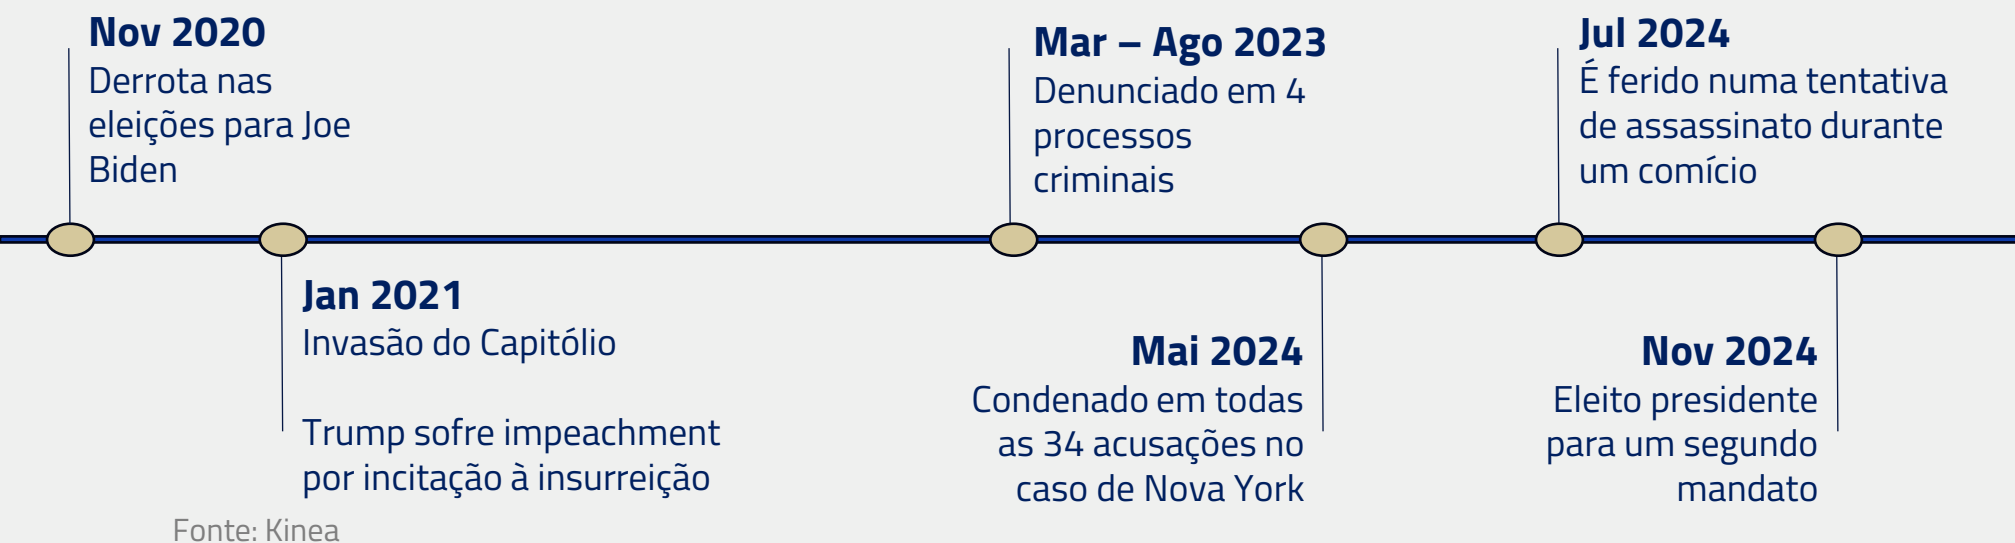 Nov 2020
Derrota nas
eleições para Joe
Biden
Jan 2021
Invasão do Capitólio
Trump sofre impeachment
por incitação à insurreição
Mar – Ago 2023
Denunciado em 4
processos
criminais
Mai 2024
Condenado em todas
as 34 acusações no
caso de Nova York
Jul 2024
É ferido numa tentativa
de assassinato durante
um comício
Nov 2024
Eleito presidente
para um segundo
mandato
Fonte: Kinea